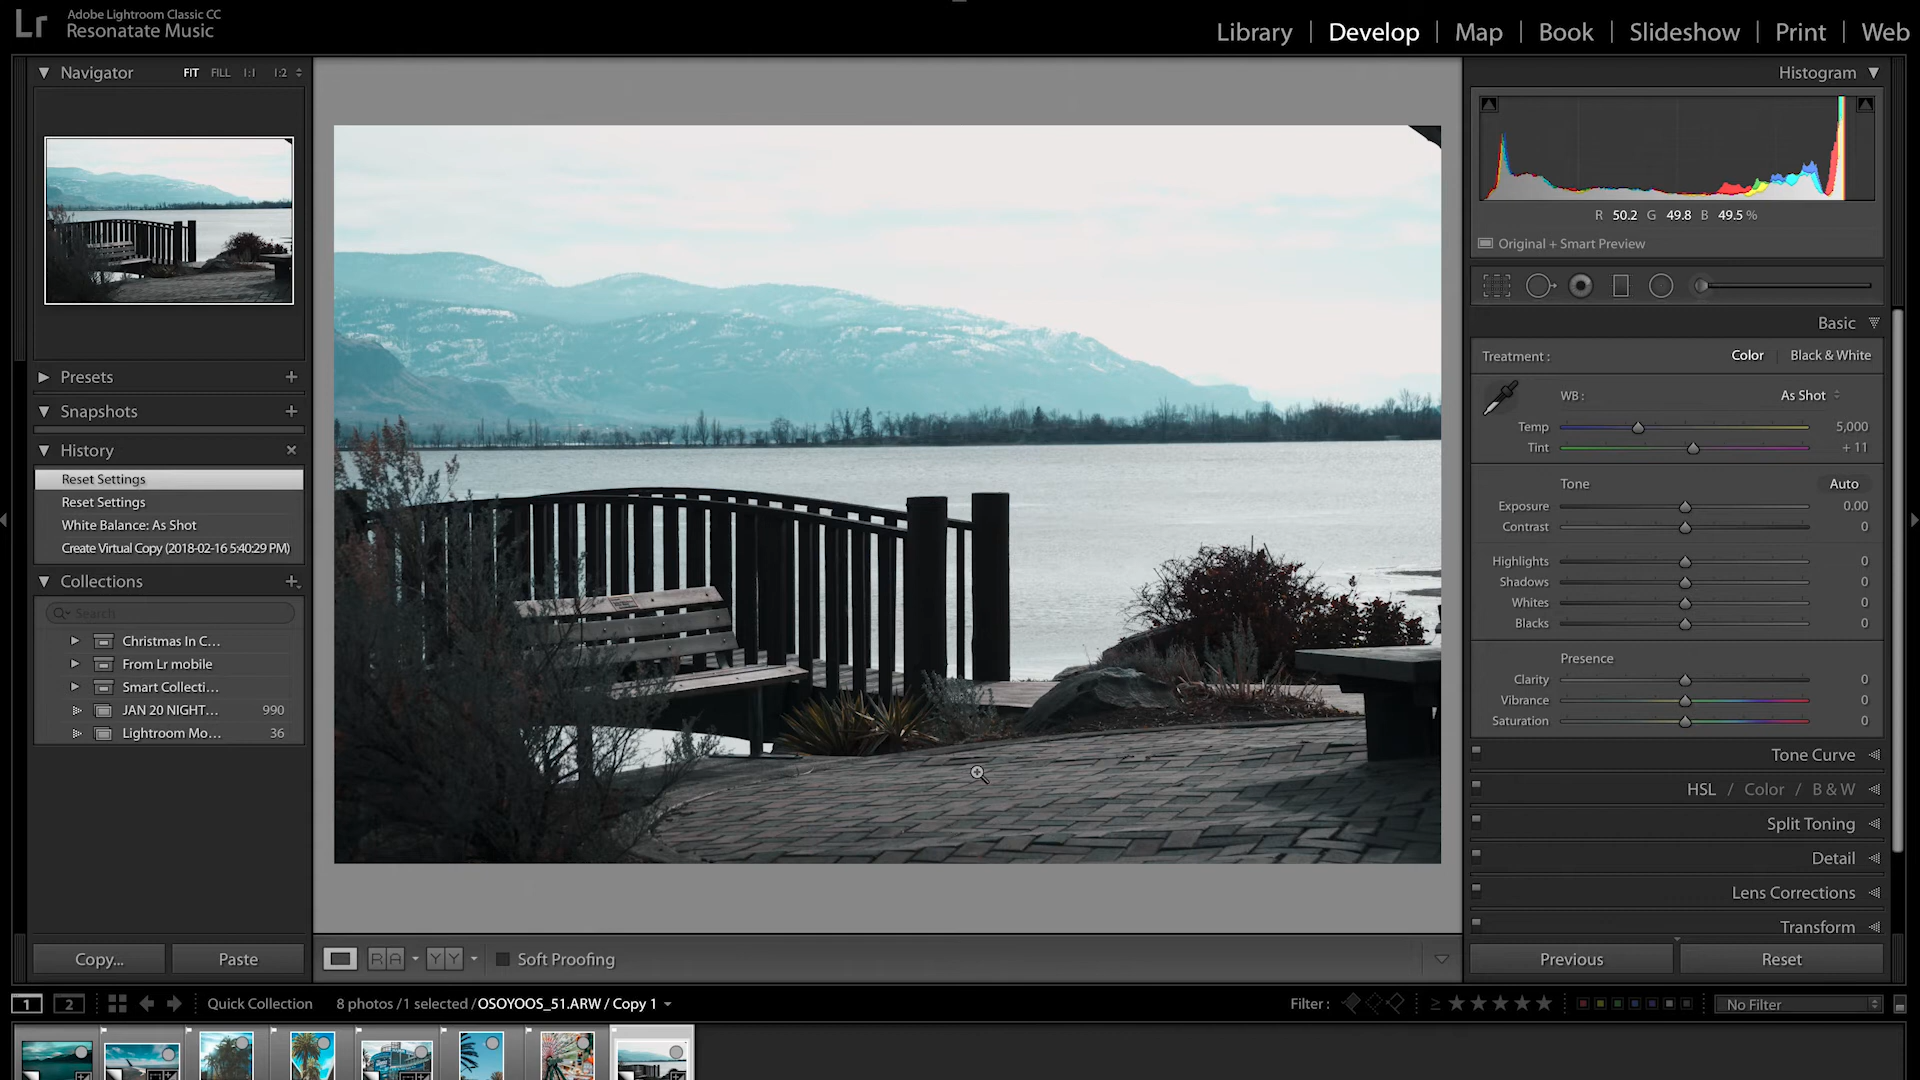 Lr
Adobe Lightroom Classic CC
Resonatate Music
Library | Develop | Map | Book | Slideshow | Print | Web
Navigator FIT FILL 1:1 1:2
Presets
Snapshots
History
Reset Settings
Reset Settings
White Balance: As Shot
Create Virtual Copy (2018-02-16 5:40:29 PM)
Collections
Search
Christmas In C...
From Lr mobile
Smart Collecti...
JAN 20 NIGHT... 990
Lightroom Mo... 36
Copy... Paste
Histogram
R 50.2 G 49.8 B 49.5 %
Original + Smart Preview
Basic
Treatment : Color | Black & White
WB : As Shot
Temp 5,000
Tint + 11
Tone Auto
Exposure 0.00
Contrast 0
Highlights 0
Shadows 0
Whites 0
Blacks 0
Presence
Clarity 0
Vibrance 0
Saturation 0
Tone Curve
HSL / Color / B & W
Split Toning
Detail
Lens Corrections
Transform
Previous Reset
R A Y Y Soft Proofing
1 2 Quick Collection 8 photos /1 selected /OSOYOOS_51.ARW / Copy 1
Filter : ≥ No Filter